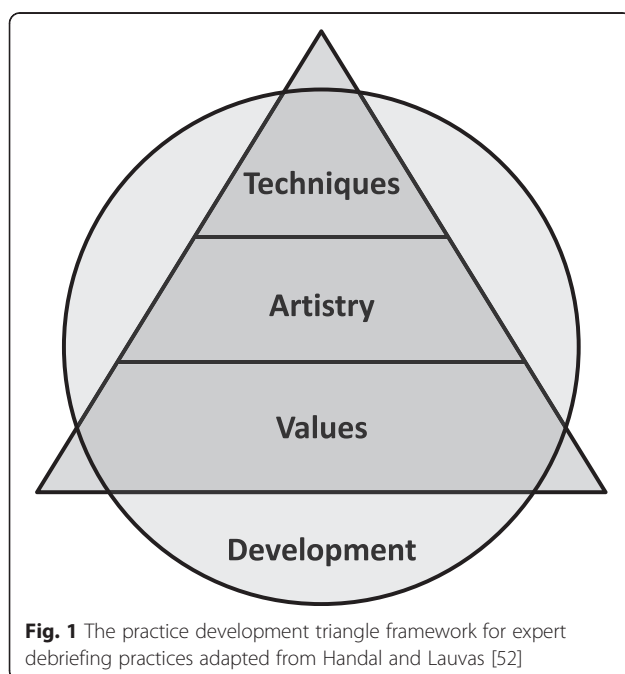 Techniques
Artistry
Values
Development
Fig. 1 The practice development triangle framework for expert
debriefing practices adapted from Handal and Lauvas [52]